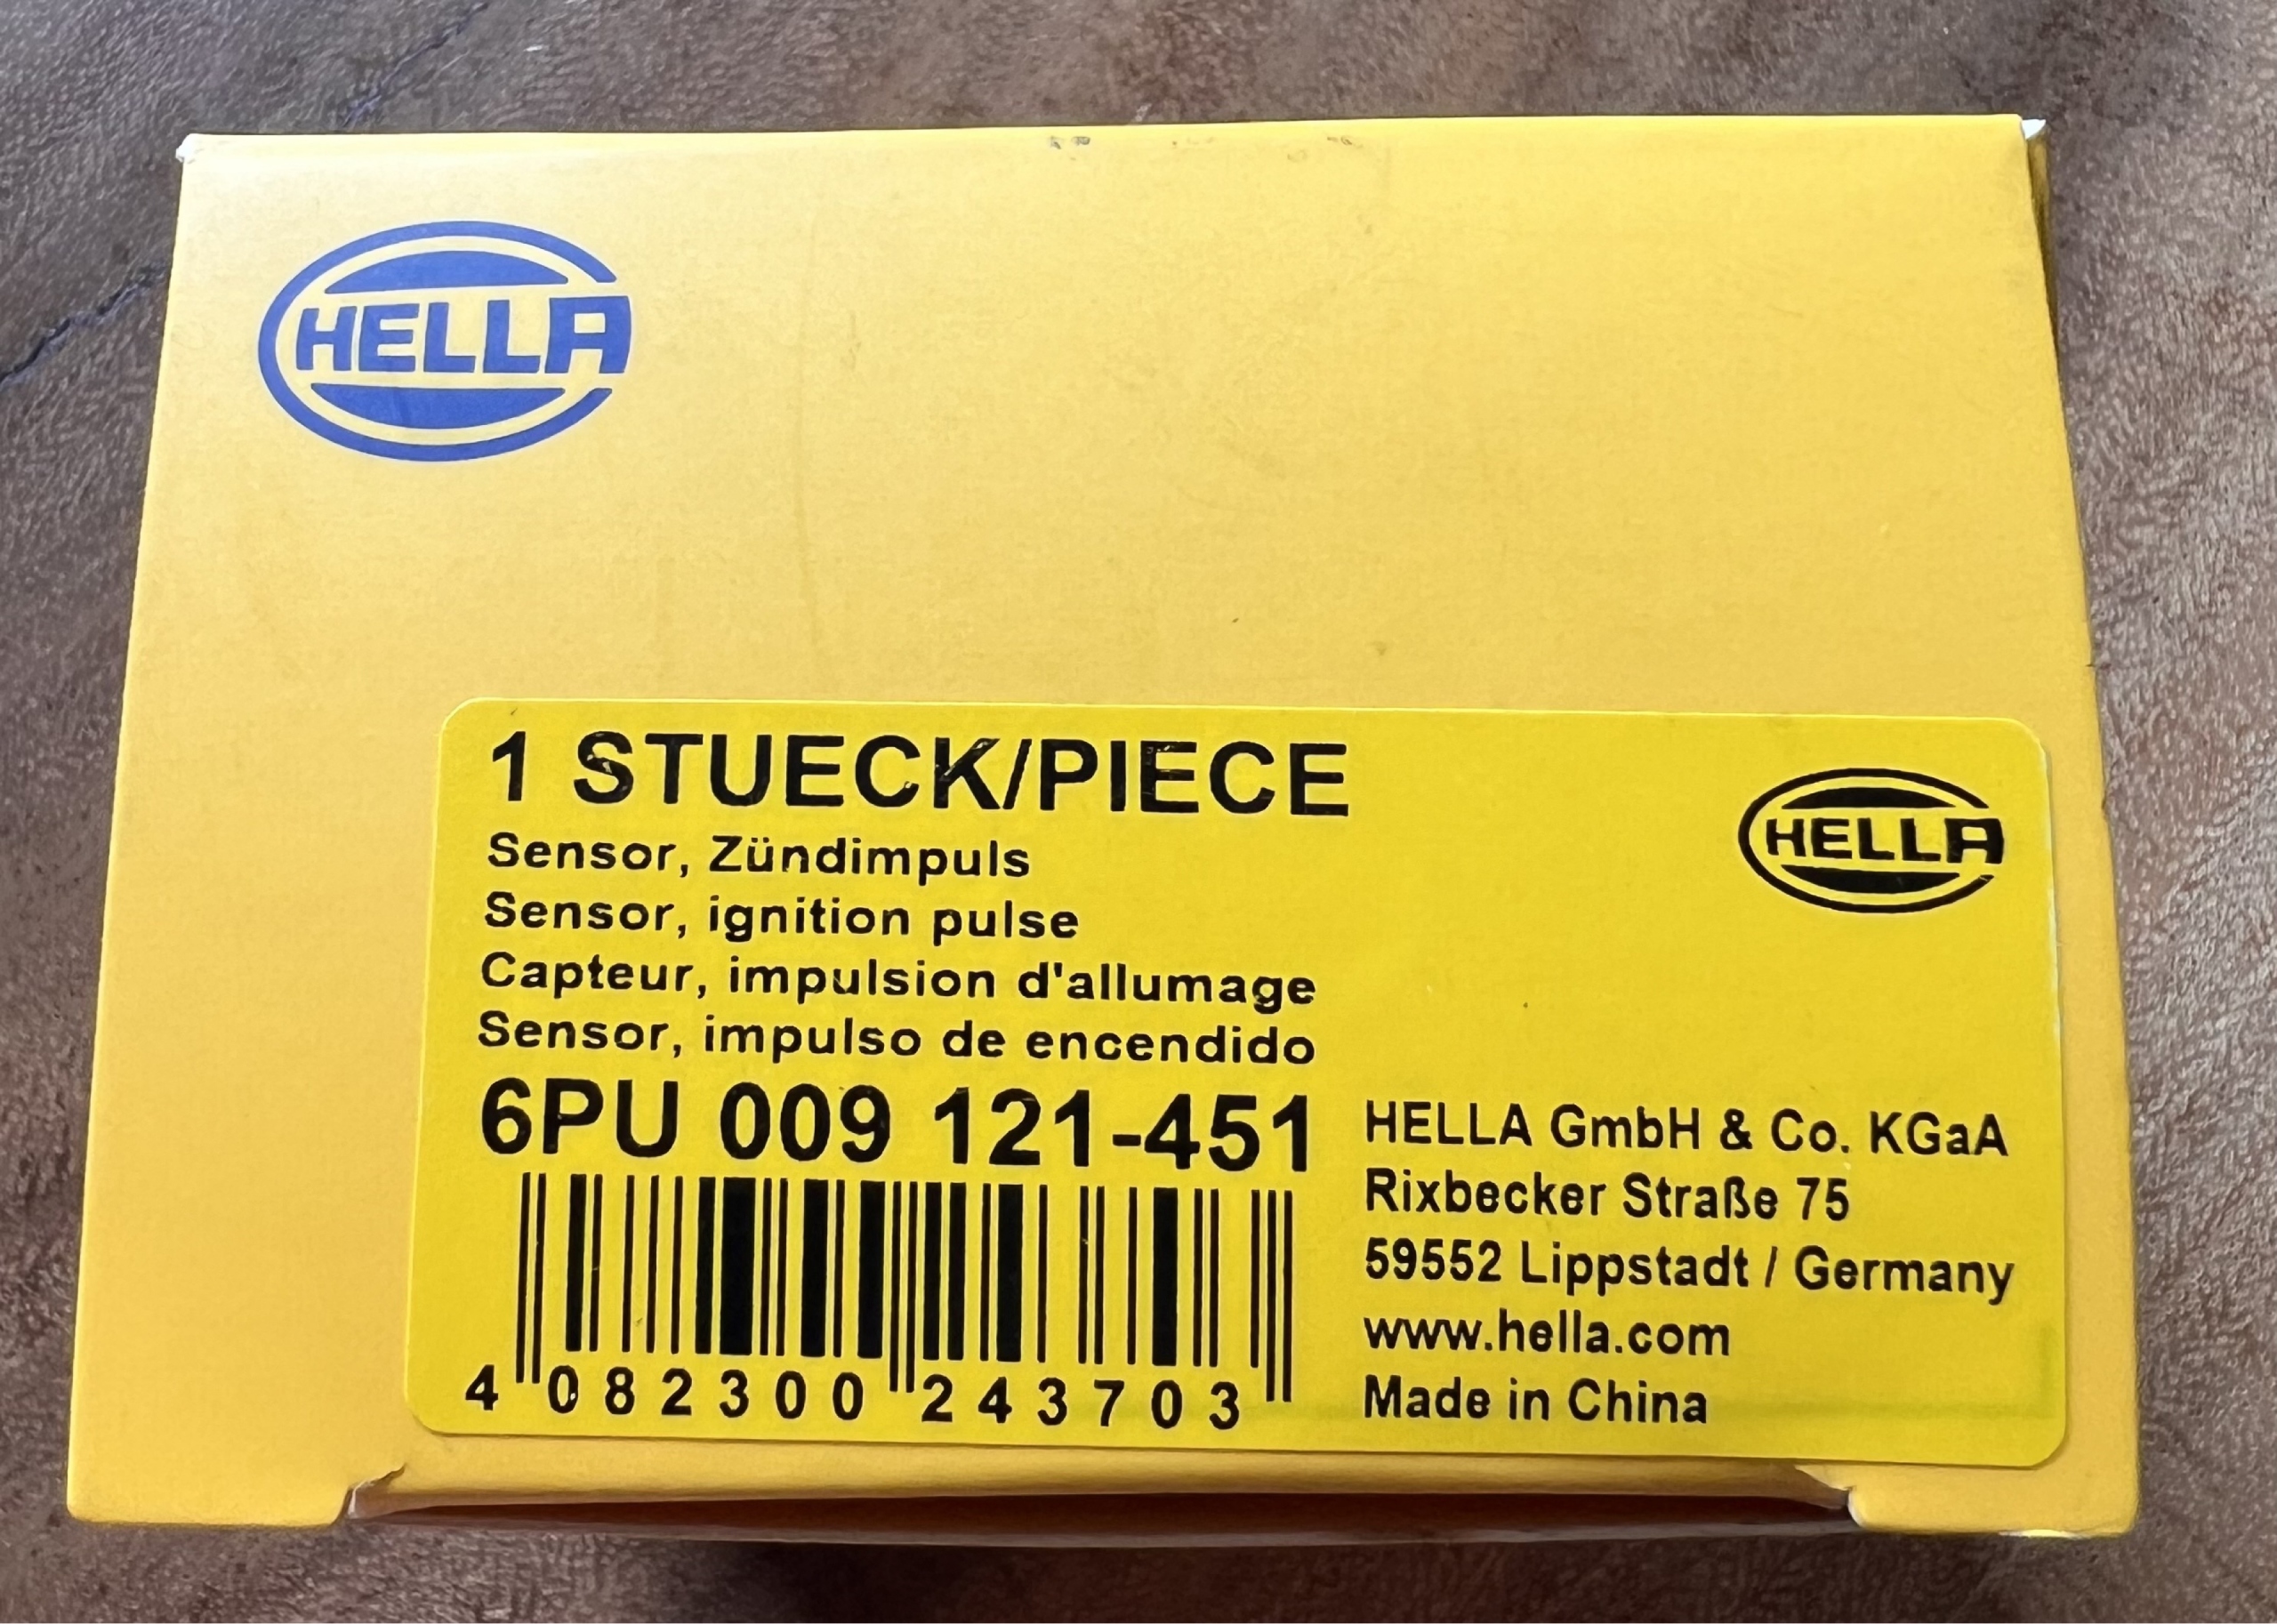 HELLA
1 STUECK/PIECE
HELLA
Sensor, Zündimpuls
Sensor, ignition pulse
Capteur, impulsion d'allumage
Sensor, impulso de encendido
6PU 009 121-451
4 082300 243703
HELLA GmbH & Co. KGaA
Rixbecker Straße 75
59552 Lippstadt / Germany
www.hella.com
Made in China